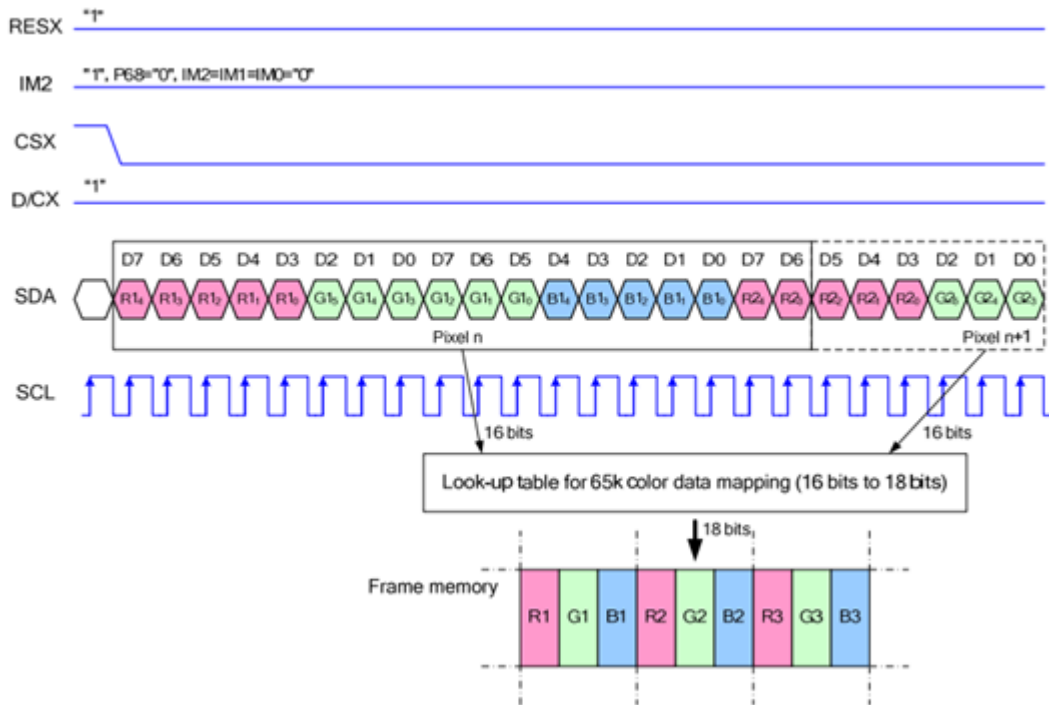 RESX "1"
IM2 "1", P68="0", IM2=IM1=IM0="0"
CSX
D/CX "1"
D7 D6 D5 D4 D3 D2 D1 D0 D7 D6 D5 D4 D3 D2 D1 D0 D7 D6 D5 D4 D3 D2 D1 D0
SDA R14 R13 R12 R11 R10 G15 G14 G13 G12 G11 G10 B14 B13 B12 B11 B10 R24 R23 R22 R21 R20 G25 G24 G23
Pixel n Pixel n+1
SCL
16 bits 16 bits
Look-up table for 65k color data mapping (16 bits to 18 bits)
18 bits
Frame memory
R1 G1 B1 R2 G2 B2 R3 G3 B3